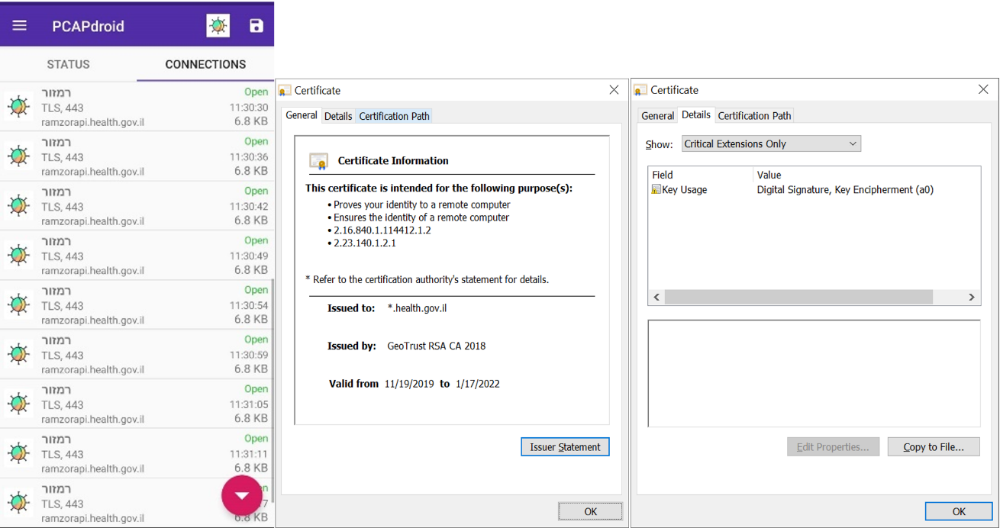 PCAPdroid
STATUS
CONNECTIONS
רמזור
Open
TLS, 443
11:30:30
ramzorapi.health.gov.il
6.8 KB
רמזור
Open
TLS, 443
11:30:36
ramzorapi.health.gov.il
6.8 KB
רמזור
Open
TLS, 443
11:30:42
ramzorapi.health.gov.il
6.8 KB
רמזור
Open
TLS, 443
11:30:49
ramzorapi.health.gov.il
6.8 KB
רמזור
Open
TLS, 443
11:30:54
ramzorapi.health.gov.il
6.8 KB
רמזור
Open
TLS, 443
11:30:59
ramzorapi.health.gov.il
6.8 KB
רמזור
Open
TLS, 443
11:31:05
ramzorapi.health.gov.il
6.8 KB
רמזור
Open
TLS, 443
11:31:11
ramzorapi.health.gov.il
6.8 KB
רמזור
TLS, 443
ramzorapi.health.gov.il
6.8 KB
Certificate
General Details Certification Path
Certificate Information
This certificate is intended for the following purpose(s):
• Proves your identity to a remote computer
• Ensures the identity of a remote computer
• 2.16.840.1.114412.1.2
• 2.23.140.1.2.1
* Refer to the certification authority's statement for details.
Issued to: *.health.gov.il
Issued by: GeoTrust RSA CA 2018
Valid from 11/19/2019 to 1/17/2022
Issuer Statement
OK
Certificate
General Details Certification Path
Show: Critical Extensions Only
Field Value
Key Usage Digital Signature, Key Encipherment (a0)
Edit Properties... Copy to File...
OK